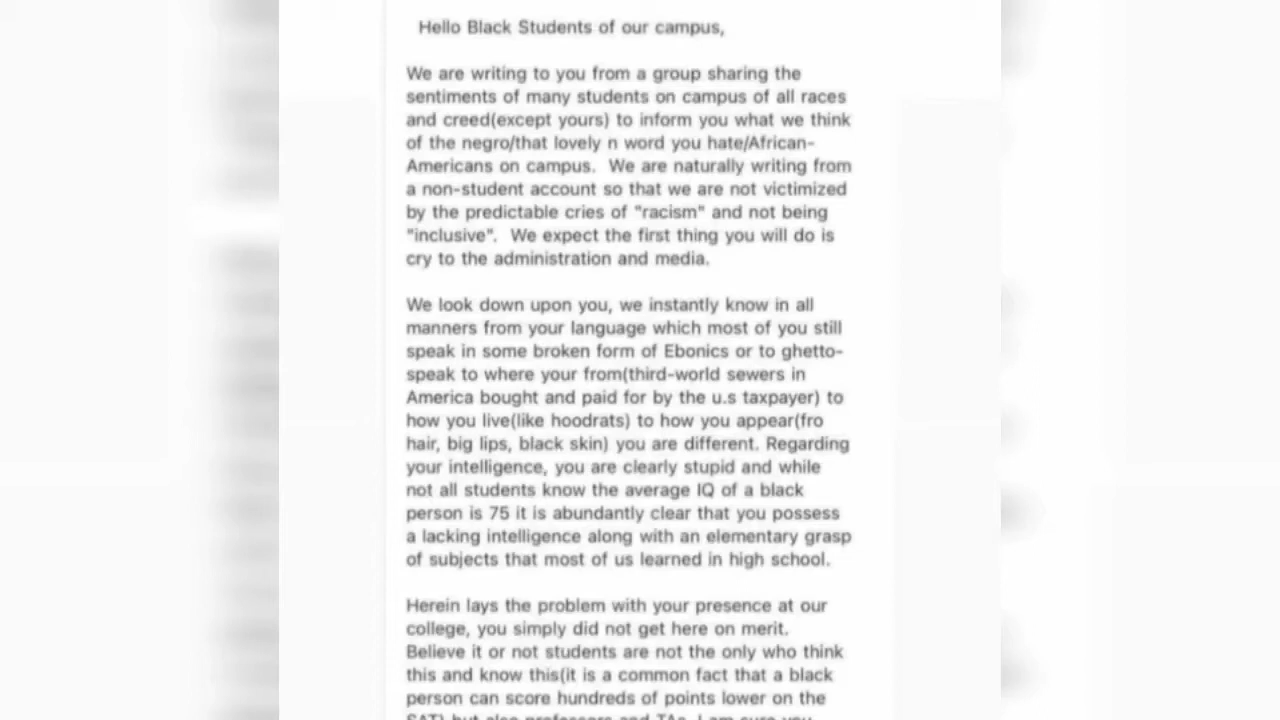 Hello Black Students of our campus,
We are writing to you from a group sharing the
sentiments of many students on campus of all races
and creed(except yours) to inform you what we think
of the negro/that lovely n word you hate/African-
Americans on campus.  We are naturally writing from
a non-student account so that we are not victimized
by the predictable cries of "racism" and not being
"inclusive".  We expect the first thing you will do is
cry to the administration and media.
We look down upon you, we instantly know in all
manners from your language which most of you still
speak in some broken form of Ebonics or to ghetto-
speak to where your from(third-world sewers in
America bought and paid for by the u.s taxpayer) to
how you live(like hoodrats) to how you appear(fro
hair, big lips, black skin) you are different. Regarding
your intelligence, you are clearly stupid and while
not all students know the average IQ of a black
person is 75 it is abundantly clear that you possess
a lacking intelligence along with an elementary grasp
of subjects that most of us learned in high school.
Herein lays the problem with your presence at our
college, you simply did not get here on merit.
Believe it or not students are not the only who think
this and know this(it is a common fact that a black
person can score hundreds of points lower on the
SAT) but also professors and TAs. I am sure you